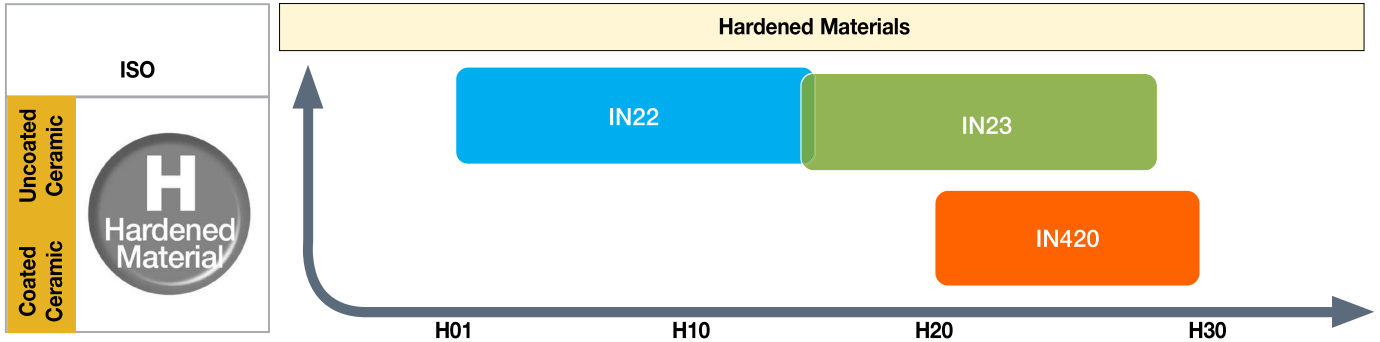 Hardened Materials
ISO
Uncoated
Ceramic
Coated
Ceramic
H
Hardened
Material
IN22
IN23
IN420
H01
H10
H20
H30